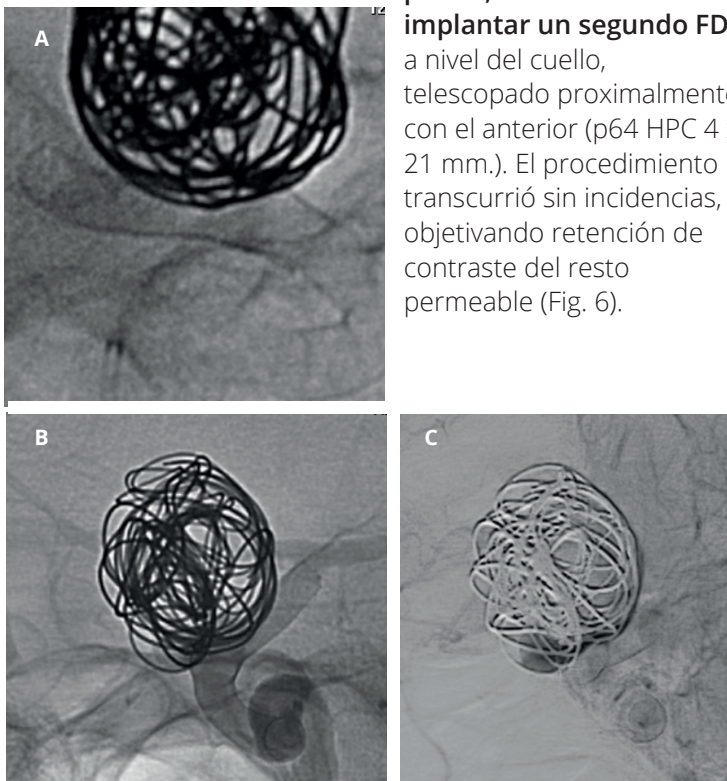 A
implantar un segundo FD
a nivel del cuello,
telescopado proximalmente
con el anterior (p64 HPC 4
21 mm.). El procedimiento
transcurrió sin incidencias,
objetivando retención de
contraste del resto
permeable (Fig. 6).
B
C